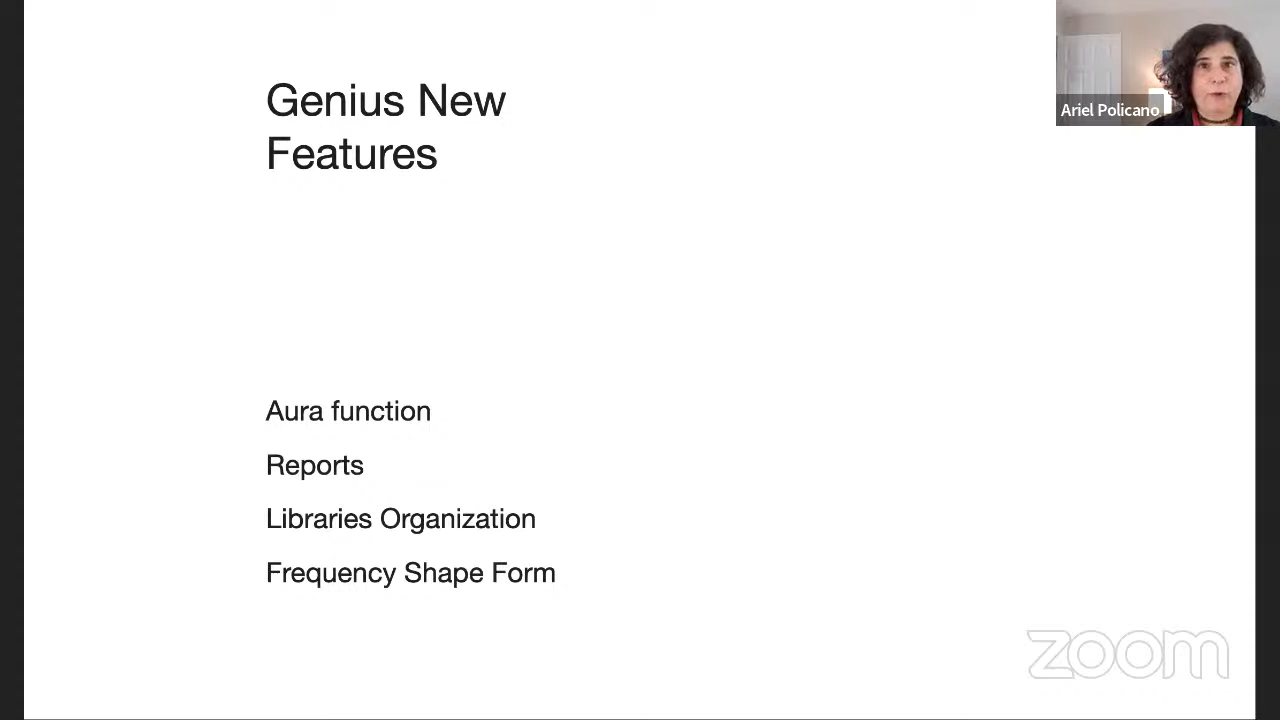 Genius New
Features
Ariel Policano
Aura function
Reports
Libraries Organization
Frequency Shape Form
zoom